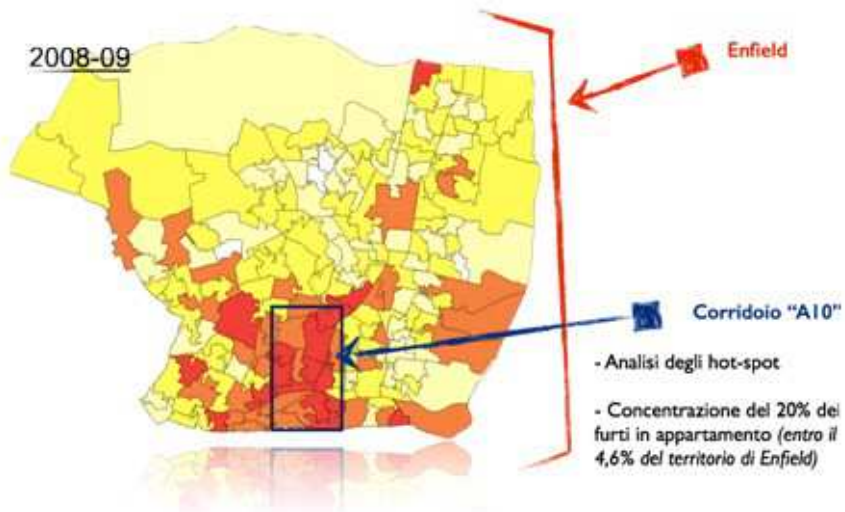 2008-09
Enfield
Corridoio "A10"
- Analisi degli hot-spot
- Concentrazione del 20% dei
furti in appartamento (entro il
4,6% del territorio di Enfield)